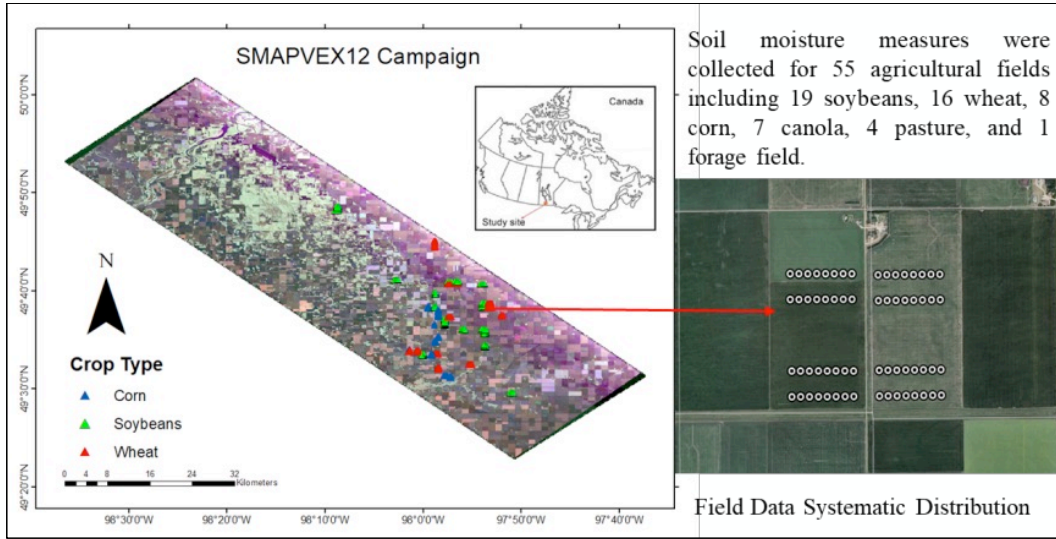 SMAPVEX12 Campaign
Canada
Study site
50°0'0"N
49°50'0"N
49°40'0"N
49°30'0"N
49°20'0"N
N
Crop Type
Corn
Soybeans
Wheat
0 4 8 16 24 32
Kilometers
98°30'0"W 98°20'0"W 98°10'0"W 98°0'0"W 97°50'0"W 97°40'0"W
Soil moisture measures were
collected for 55 agricultural fields
including 19 soybeans, 16 wheat, 8
corn, 7 canola, 4 pasture, and 1
forage field.
Field Data Systematic Distribution